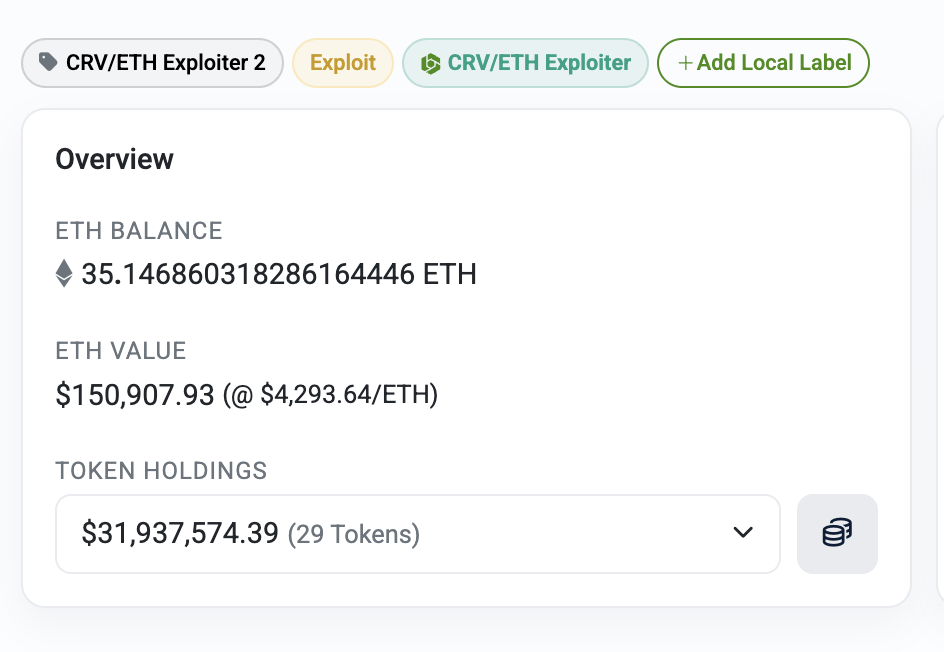 CRV/ETH Exploiter 2 Exploit CRV/ETH Exploiter +Add Local Label
Overview
ETH BALANCE
35.146860318286164446 ETH
ETH VALUE
$150,907.93 (@ $4,293.64/ETH)
TOKEN HOLDINGS
$31,937,574.39 (29 Tokens)